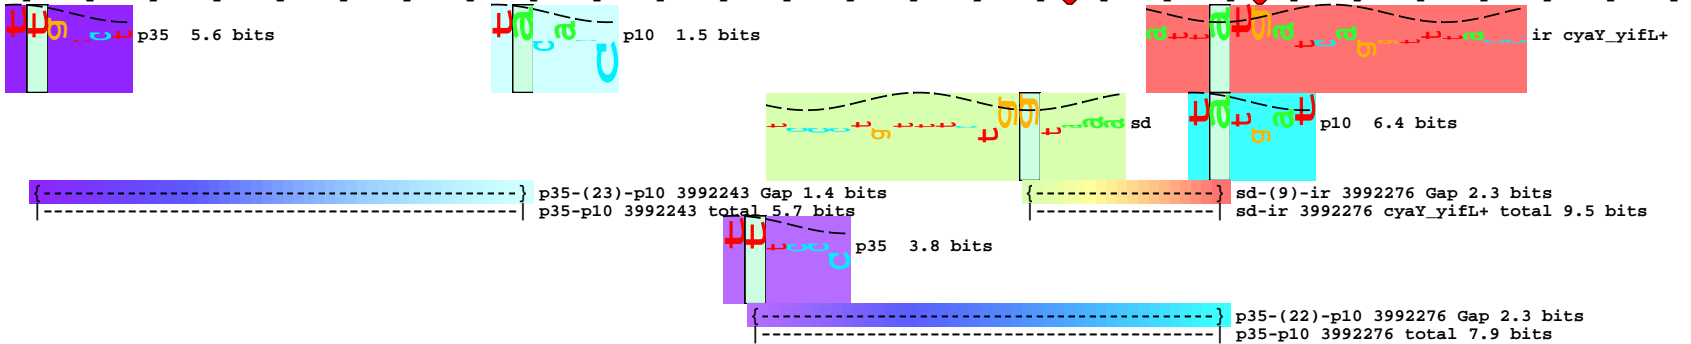 p35 5.6 bits
p10 1.5 bits
ir cyaY_yifL+
sd
p10 6.4 bits
p35-(23)-p10 3992243 Gap 1.4 bits
sd-(9)-ir 3992276 Gap 2.3 bits
p35-p10 3992243 total 5.7 bits
sd-ir 3992276 cyaY_yifL+ total 9.5 bits
p35 3.8 bits
p35-(22)-p10 3992276 Gap 2.3 bits
p35-p10 3992276 total 7.9 bits